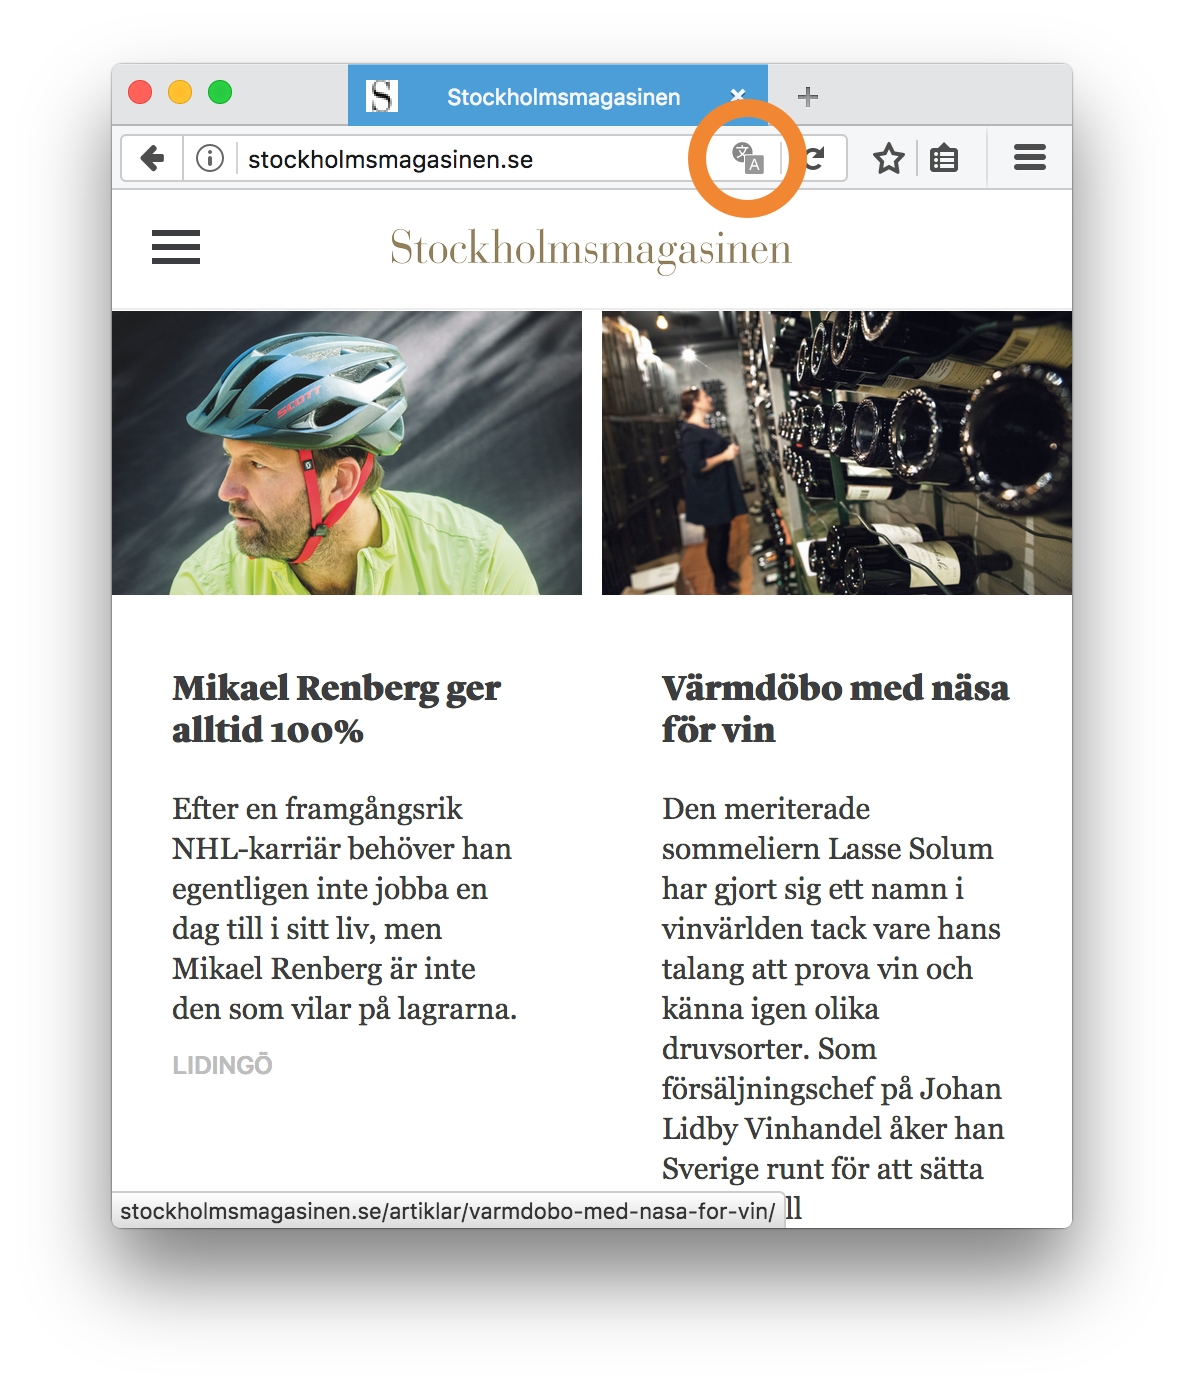 Stockholmsmagasinen
stockholmsmagasinen.se
Stockholmsmagasinen
SCOTT
Mikael Renberg ger
alltid 100%
Efter en framgångsrik
NHL-karriär behöver han
egentligen inte jobba en
dag till i sitt liv, men
Mikael Renberg är inte
den som vilar på lagrarna.
LIDINGÖ
Värmdöbo med näsa
för vin
Den meriterade
sommeliern Lasse Solum
har gjort sig ett namn i
vinvärlden tack vare hans
talang att prova vin och
känna igen olika
druvsorter. Som
försäljningschef på Johan
Lidby Vinhandel åker han
Sverige runt för att sätta
ll
stockholmsmagasinen.se/artiklar/varmdobo-med-nasa-for-vin/